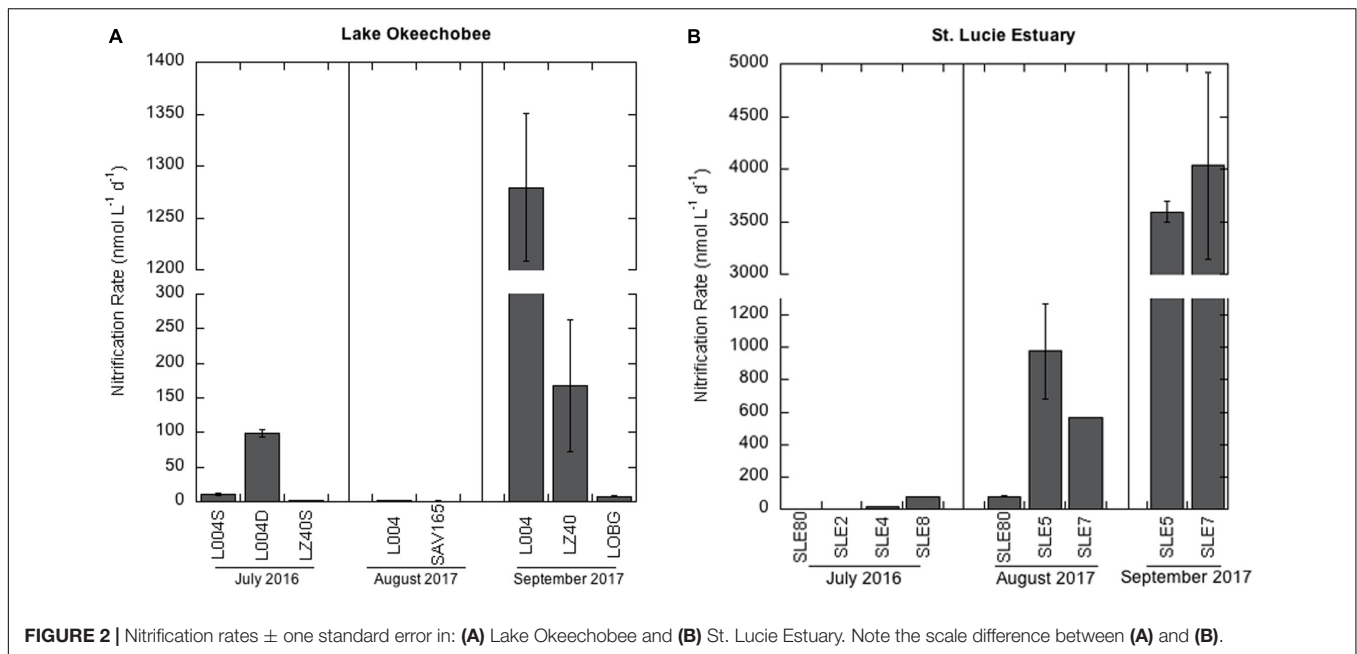 A
Lake Okeechobee
Nitrification Rate (nmol L-1 d-1)
1400
1350
1300
1250
1200
300
250
200
150
100
50
0
L004S
L004D
LZ40S
L004
SAV165
L004
LZ40
LOBG
July 2016
August 2017
September 2017
B
St. Lucie Estuary
Nitrification Rate (nmol L-1 d-1)
5000
4500
4000
3500
3000
1000
800
600
400
200
0
SLE80
SLE2
SLE4
SLE8
SLE80
SLE5
SLE7
SLE5
SLE7
July 2016
August 2017
September 2017
FIGURE 2 | Nitrification rates ± one standard error in: (A) Lake Okeechobee and (B) St. Lucie Estuary. Note the scale difference between (A) and (B).